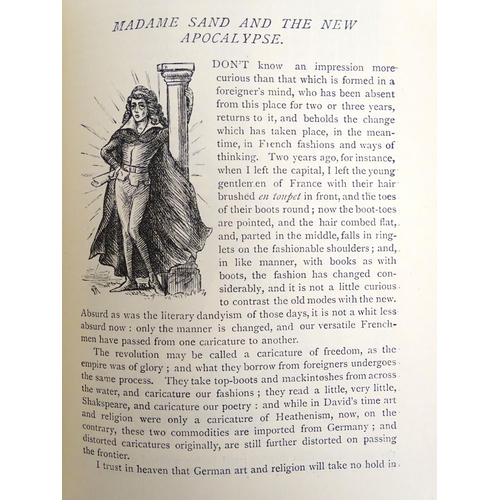 MADAME SAND AND THE NEW
APOCALYPSE.
DON'T know an impression more
curious than that which is formed in a
foreigner's mind, who has been absent
from this place for two or three years,
returns to it, and beholds the change
which has taken place, in the mean-
time, in French fashions and ways of
thinking. Two years ago, for instance,
when I left the capital, I left the young
gentlemen of France with their hair
brushed en toupet in front, and the toes
of their boots round; now the boot-toes
are pointed, and the hair combed flat,
and, parted in the middle, falls in ring-
lets on the fashionable shoulders; and,
in like manner, with books as with
boots, the fashion has changed con-
siderably, and it is not a little curious
to contrast the old modes with the new.
Absurd as was the literary dandyism of those days, it is not a whit less
absurd now: only the manner is changed, and our versatile French-
men have passed from one caricature to another.
The revolution may be called a caricature of freedom, as the
empire was of glory; and what they borrow from foreigners undergoes
the same process. They take top-boots and mackintoshes from across
the water, and caricature our fashions; they read a little, very little,
Shakspeare, and caricature our poetry: and while in David's time art
and religion were only a caricature of Heathenism, now, on the
contrary, these two commodities are imported from Germany; and
distorted caricatures originally, are still further distorted on passing
the frontier.
I trust in heaven that German art and religion will take no hold in